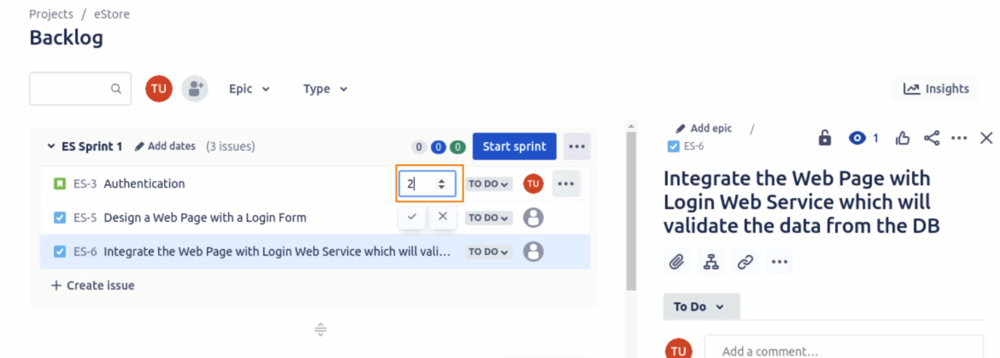 Projects / eStore
Backlog
TU Epic Type Insights
ES Sprint 1 Add dates (3 issues) 0 0 0 Start sprint ...
ES-3 Authentication 2 TO DO TU ...
ES-5 Design a Web Page with a Login Form TO DO
ES-6 Integrate the Web Page with Login Web Service which will vali... TO DO
+ Create issue
Add epic /
ES-6 1 ...
Integrate the Web Page with
Login Web Service which will
validate the data from the DB
...
To Do
TU Add a comment...